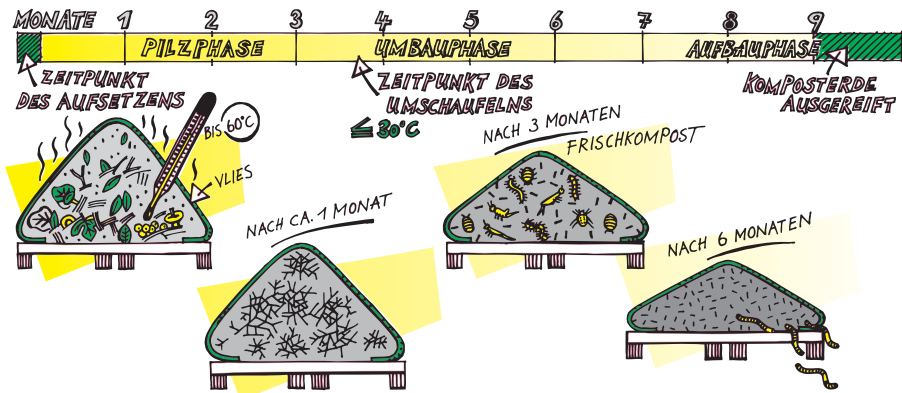 MONATE 1 2 3 4 5 6 7 8 9
PILZPHASE UMBAUPHASE AUFBAUPHASE
ZEITPUNKT
DES AUFSETZENS
ZEITPUNKT DES
UMSCHAUFELNS
≤ 30°C
KOMPOSTERDE
AUSGEREIFT
BIS 60°C
VLIES
NACH CA. 1 MONAT
NACH 3 MONATEN
FRISCHKOMPOST
NACH 6 MONATEN